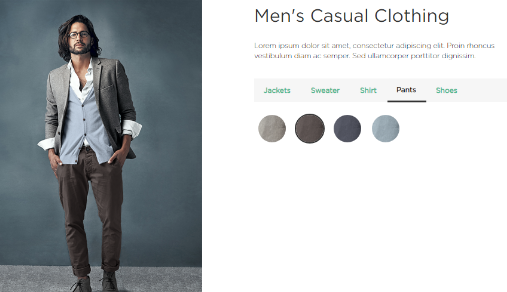 Men's Casual Clothing
Lorem ipsum dolor sit amet, consectetur adipiscing elit. Proin rhoncus
vestibulum diam ac semper. Sed ullamcorper porttitor dignissim
Jackets Sweater Shirt Pants Shoes